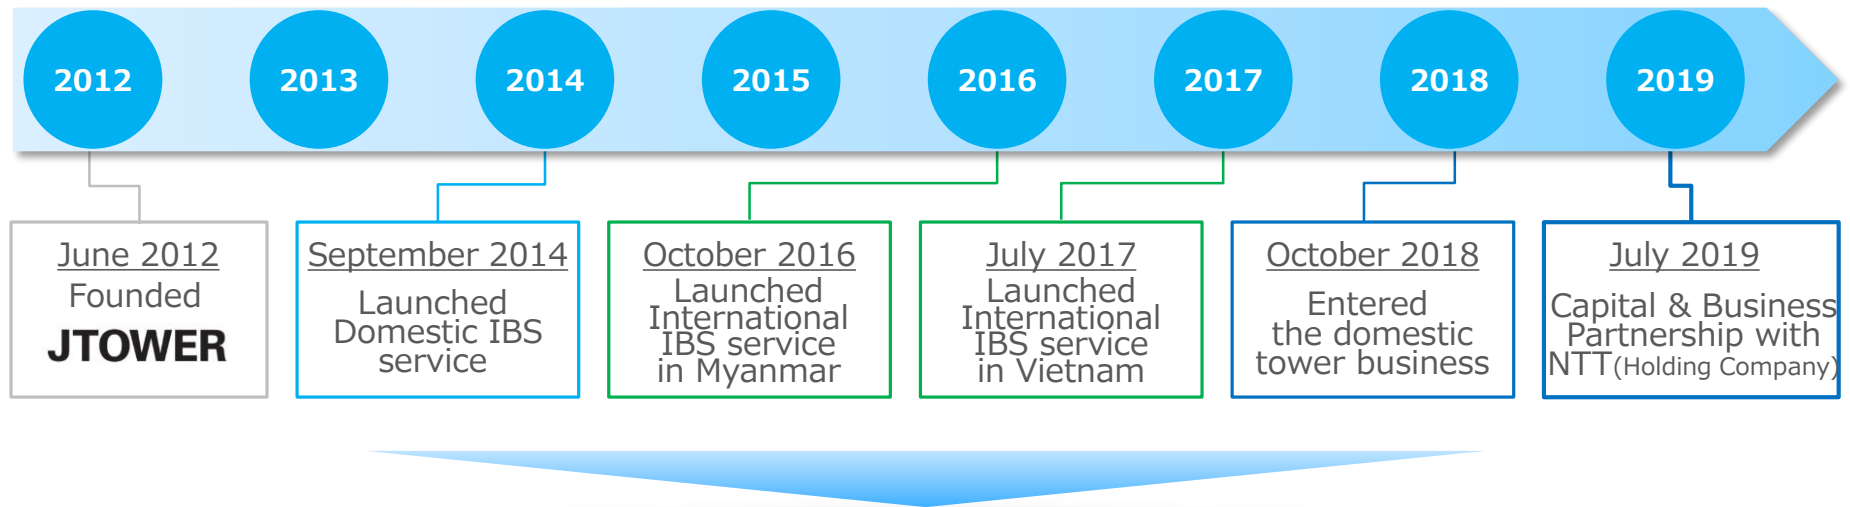 2012
2013
2014
2015
2016
2017
2018
2019
June 2012
Founded
JTOWER
September 2014
Launched
Domestic IBS
service
October 2016
Launched
International
IBS service
in Myanmar
July 2017
Launched
International
IBS service
in Vietnam
October 2018
Entered
the domestic
tower business
July 2019
Capital & Business
Partnership with
NTT(Holding Company)